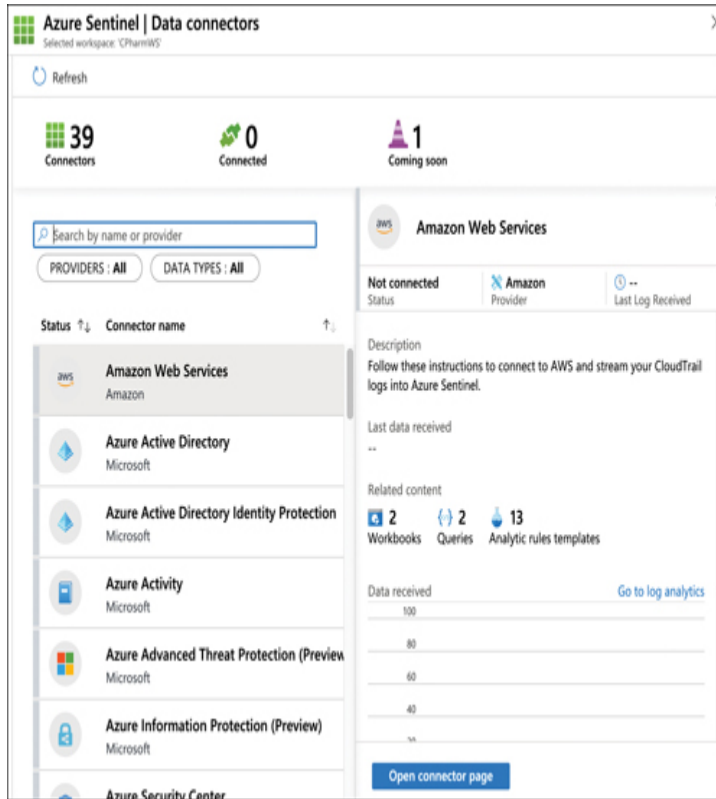 Azure Sentinel | Data connectors
Selected workspace: 'CPharmWS'
Refresh
39
Connectors
0
Connected
1
Coming soon
Search by name or provider
PROVIDERS : All
DATA TYPES : All
Status
Connector name
aws
Amazon Web Services
Amazon
Azure Active Directory
Microsoft
Azure Active Directory Identity Protection
Microsoft
Azure Activity
Microsoft
Azure Advanced Threat Protection (Preview
Microsoft
Azure Information Protection (Preview)
Microsoft
Azure Security Center
aws
Amazon Web Services
Not connected
Status
Amazon
Provider
--
Last Log Received
Description
Follow these instructions to connect to AWS and stream your CloudTrail
logs into Azure Sentinel.
Last data received
--
Related content
2
Workbooks
2
Queries
13
Analytic rules templates
Data received
Go to log analytics
100
80
60
40
Open connector page